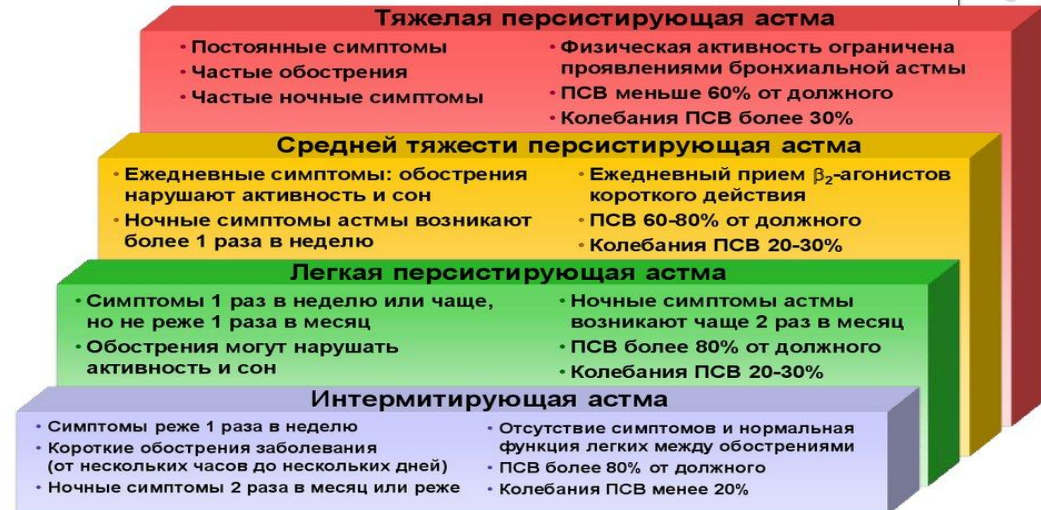 Тяжелая персистирующая астма
• Постоянные симптомы
• Частые обострения
• Частые ночные симптомы
• Физическая активность ограничена
проявлениями бронхиальной астмы
• ПСВ меньше 60% от должного
• Колебания ПСВ более 30%
Средней тяжести персистирующая астма
• Ежедневные симптомы: обострения
нарушают активность и сон
• Ночные симптомы астмы возникают
более 1 раза в неделю
• Ежедневный прием β₂-агонистов
короткого действия
• ПСВ 60-80% от должного
• Колебания ПСВ 20-30%
Легкая персистирующая астма
• Симптомы 1 раз в неделю или чаще,
но не реже 1 раза в месяц
• Обострения могут нарушать
активность и сон
• Ночные симптомы астмы
возникают чаще 2 раз в месяц
• ПСВ более 80% от должного
• Колебания ПСВ 20-30%
Интермитирующая астма
• Симптомы реже 1 раза в неделю
• Короткие обострения заболевания
(от нескольких часов до нескольких дней)
• Ночные симптомы 2 раза в месяц или реже
• Отсутствие симптомов и нормальная
функция легких между обострениями
• ПСВ более 80% от должного
• Колебания ПСВ менее 20%